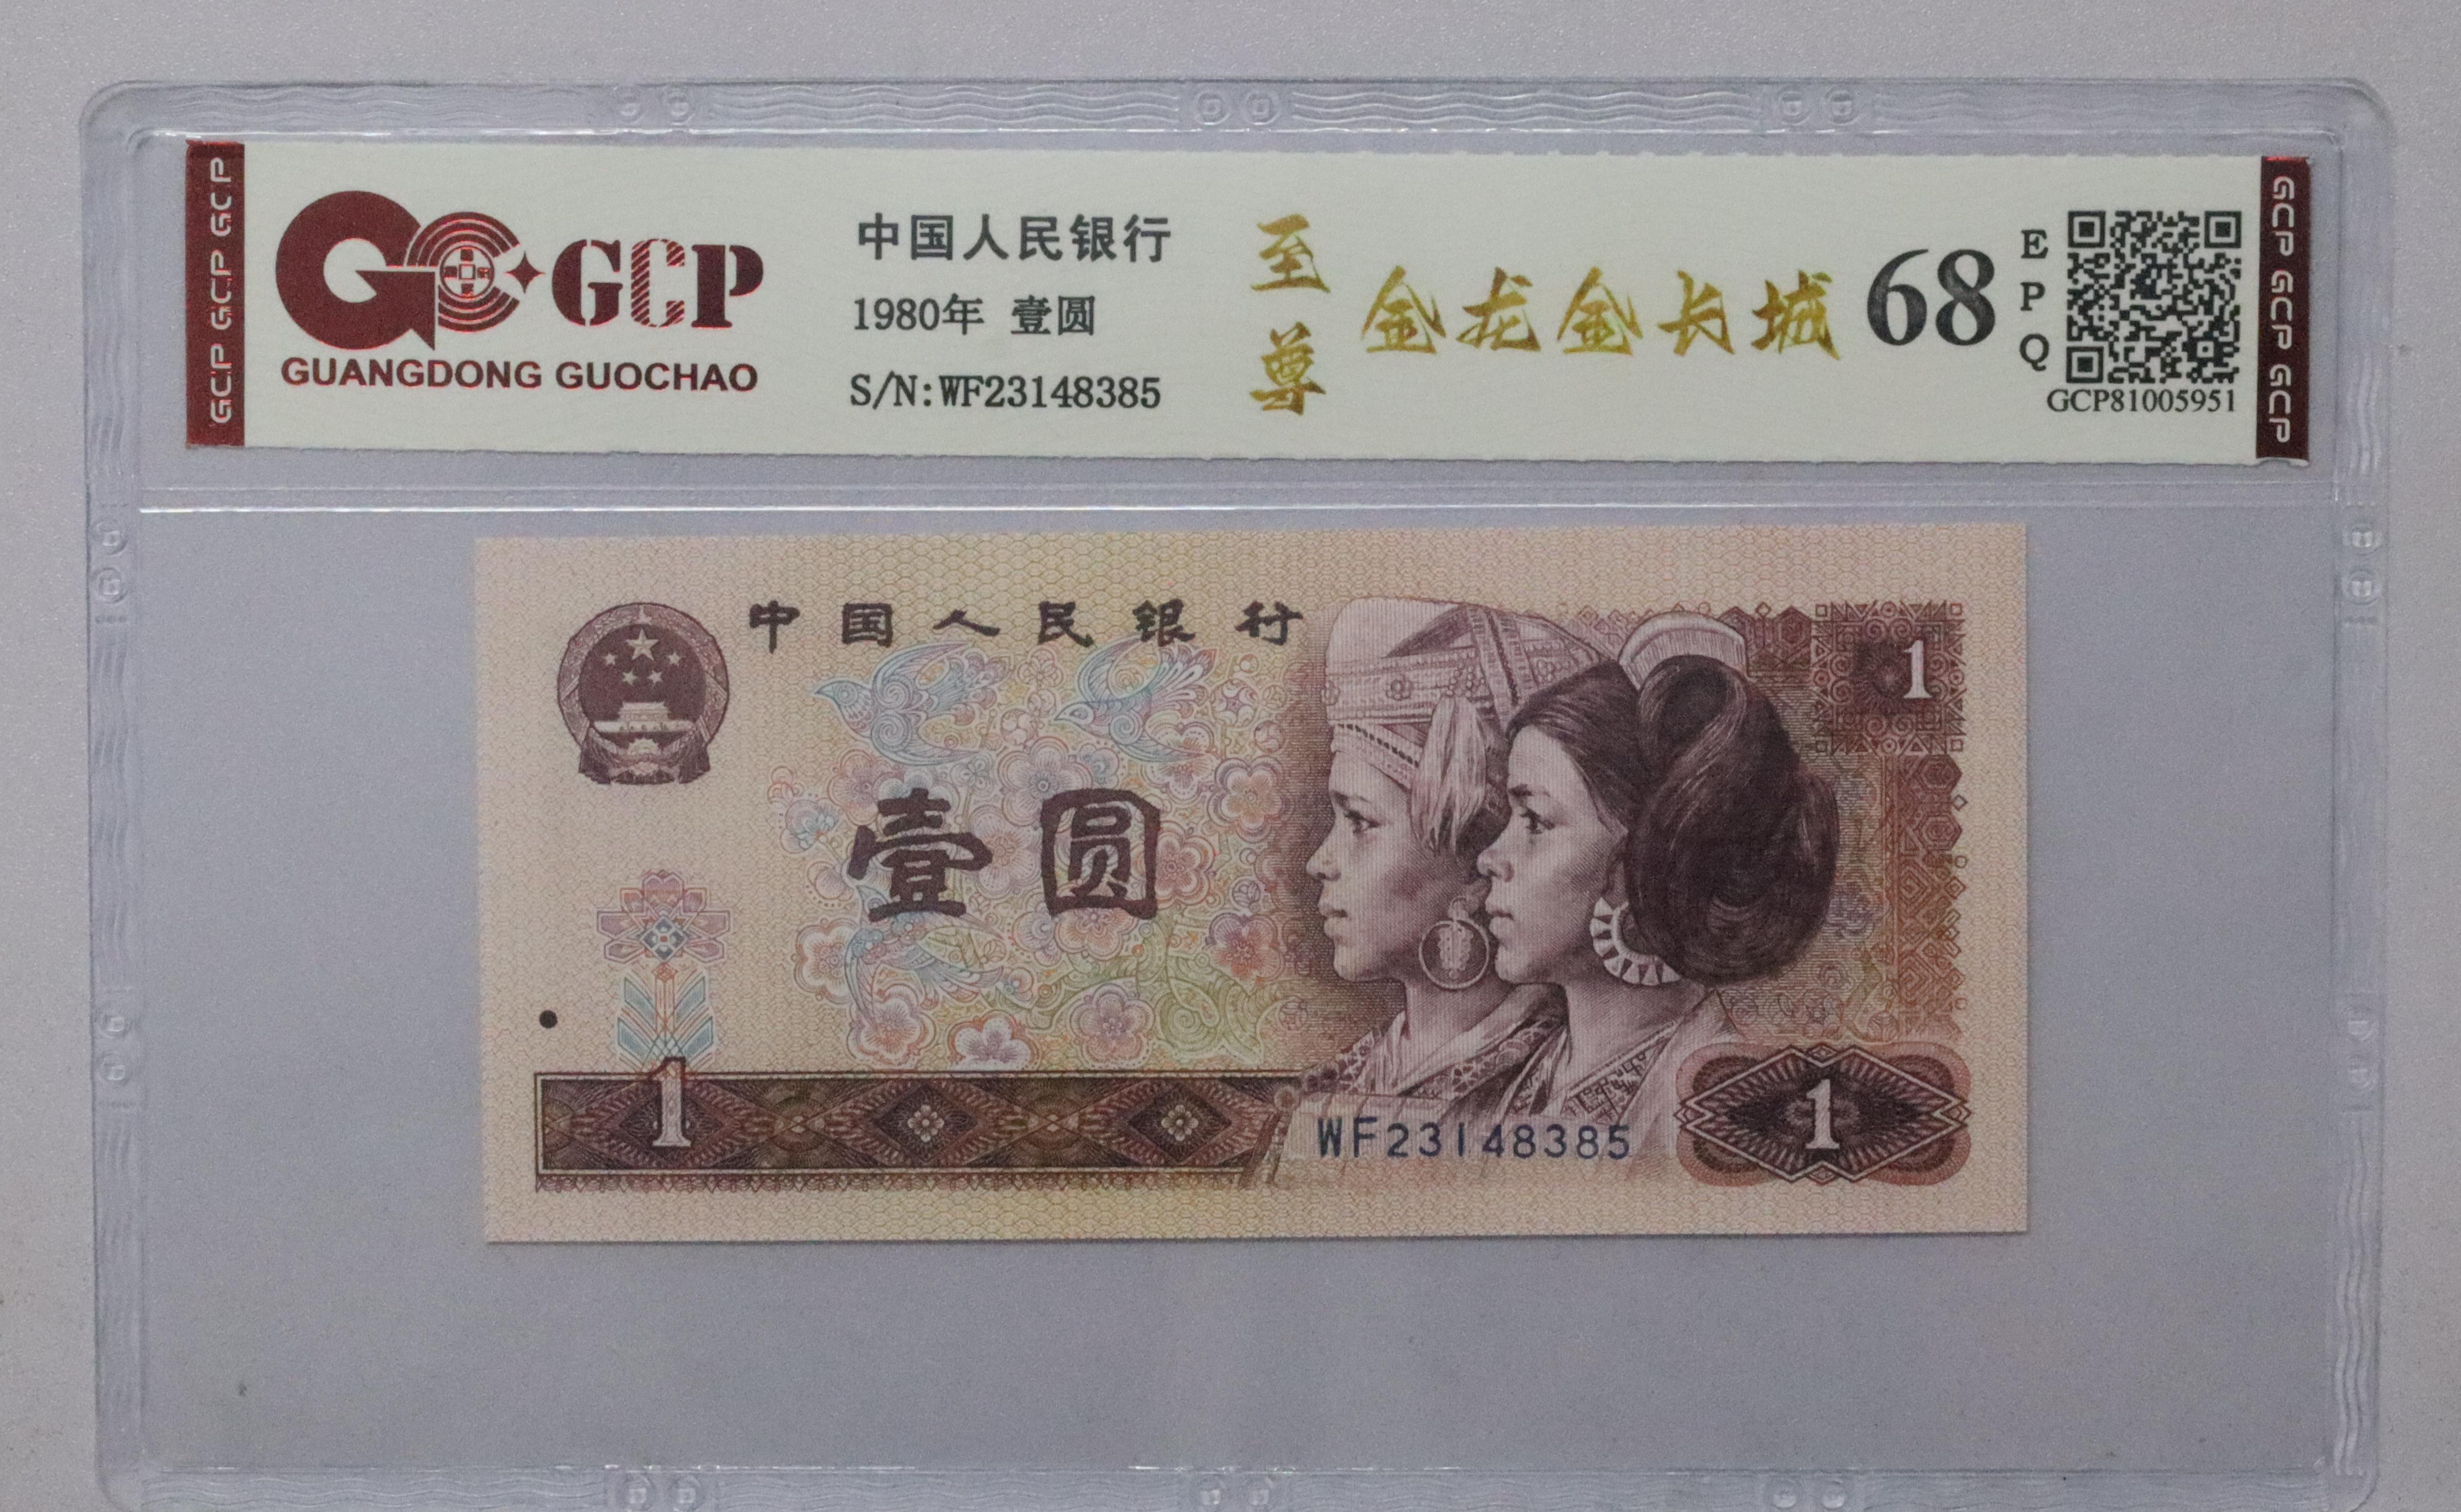 GCP GCP GCP
GCP
GUANGDONG GUOCHAO
中国人民银行
1980年 壹圆
S/N:WF23148385
至尊
金龙金长城
68
EPQ
GCP81005951
GCP GCP GCP
中国人民银行
1
壹圆
1
WF23148385
1